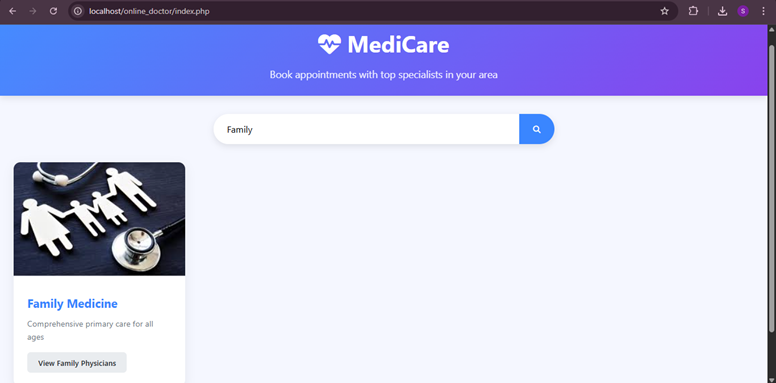 localhost/online_doctor/index.php
S
MediCare
Book appointments with top specialists in your area
Family
Family Medicine
Comprehensive primary care for all
ages
View Family Physicians